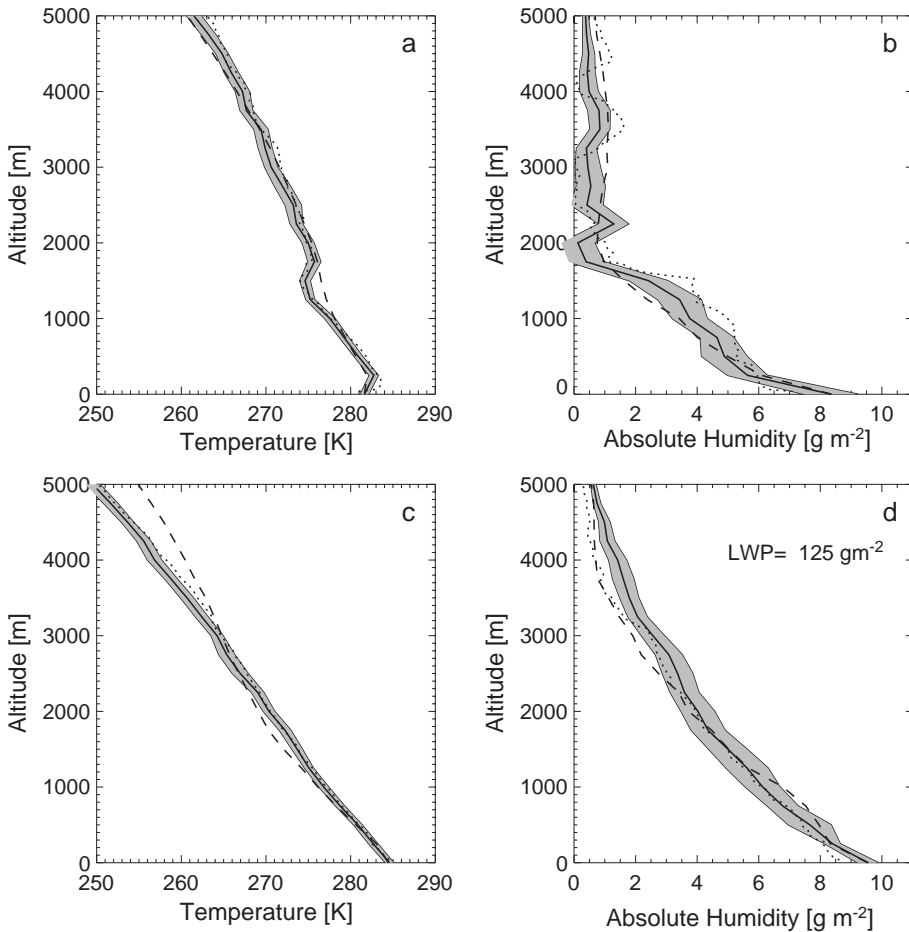 5000
4000
3000
2000
1000
0
Altitude [m]
a
250 260 270 280 290
Temperature [K]
5000
4000
3000
2000
1000
0
Altitude [m]
b
0 2 4 6 8 10
Absolute Humidity [g m-2]
5000
4000
3000
2000
1000
0
Altitude [m]
c
250 260 270 280 290
Temperature [K]
5000
4000
3000
2000
1000
0
Altitude [m]
d
LWP= 125 gm-2
0 2 4 6 8 10
Absolute Humidity [g m-2]